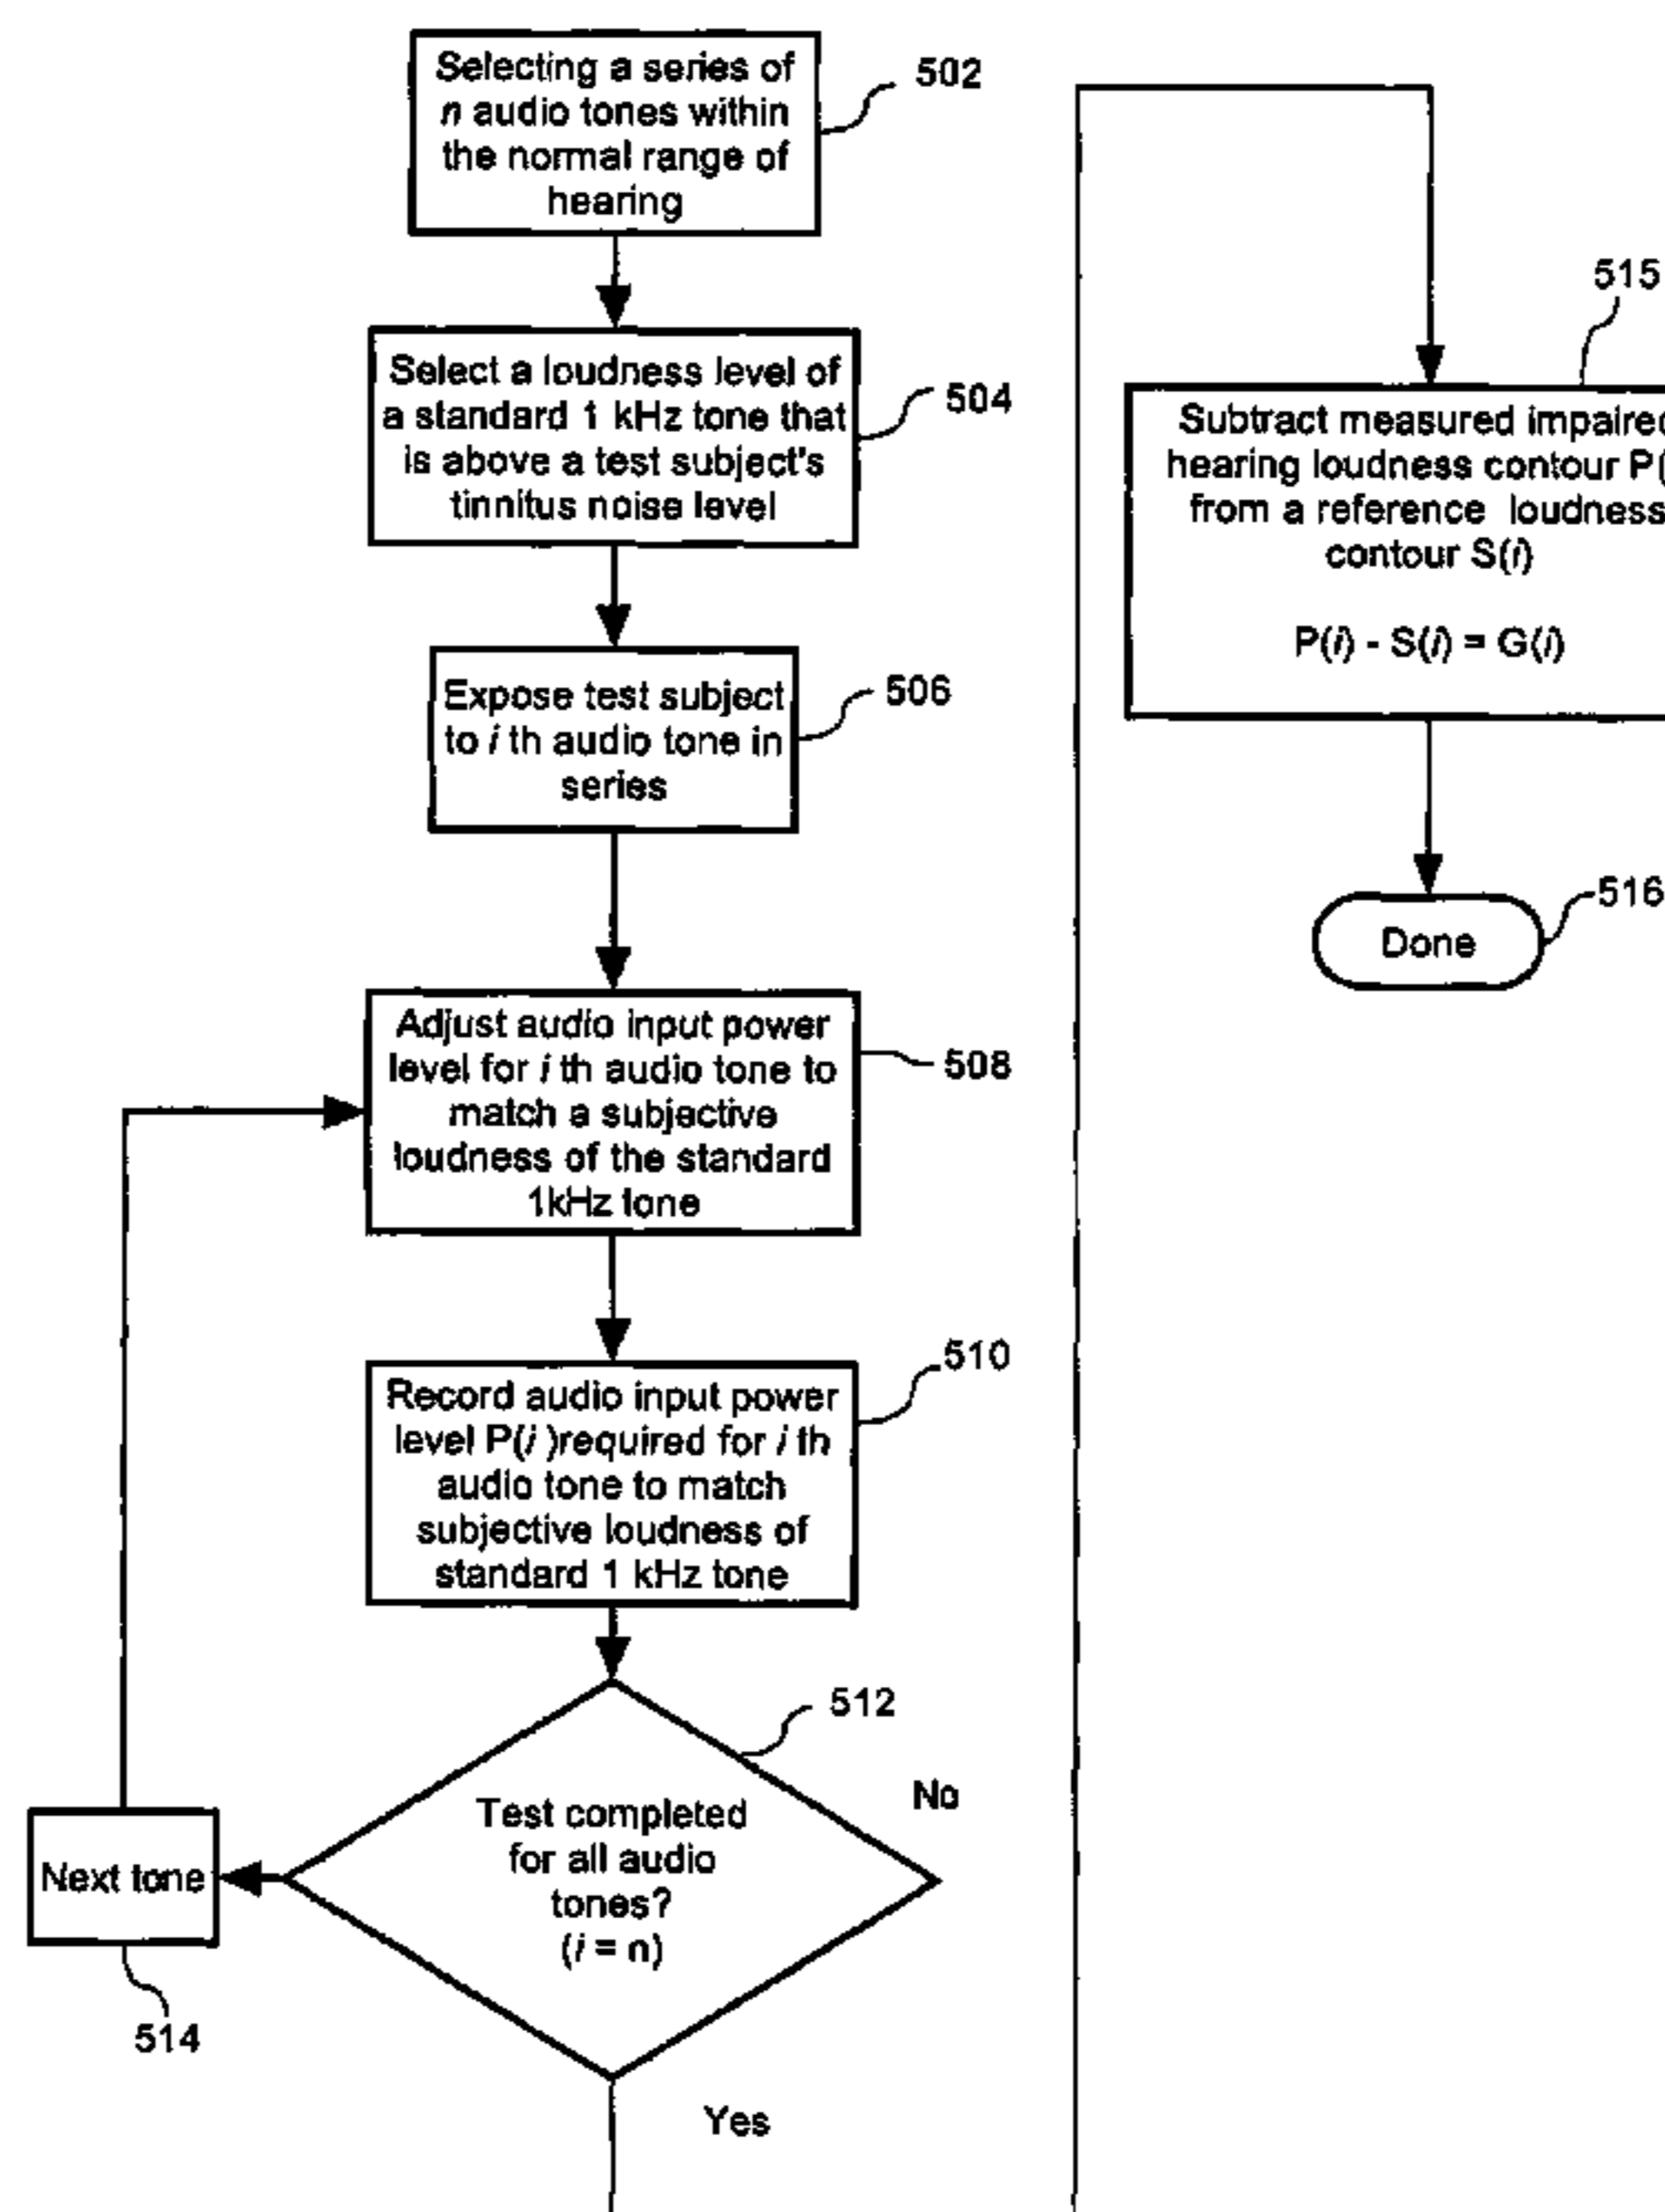 Selecting a series of
n audio tones within
the normal range of
hearing
502
Select a loudness level of
a standard 1 kHz tone that
is above a test subject's
tinnitus noise level
504
Expose test subject
to i th audio tone in
series
506
Adjust audio input power
level for i th audio tone to
match a subjective
loudness of the standard
1kHz tone
508
Record audio input power
level P(i )required for i th
audio tone to match
subjective loudness of
standard 1 kHz tone
510
Test completed
for all audio
tones?
(i = n)
512
No
Yes
Next tone
514
515
Subtract measured impaired
hearing loudness contour P(
from a reference loudness
contour S(i)
P(i) - S(i) = G(i)
Done
516